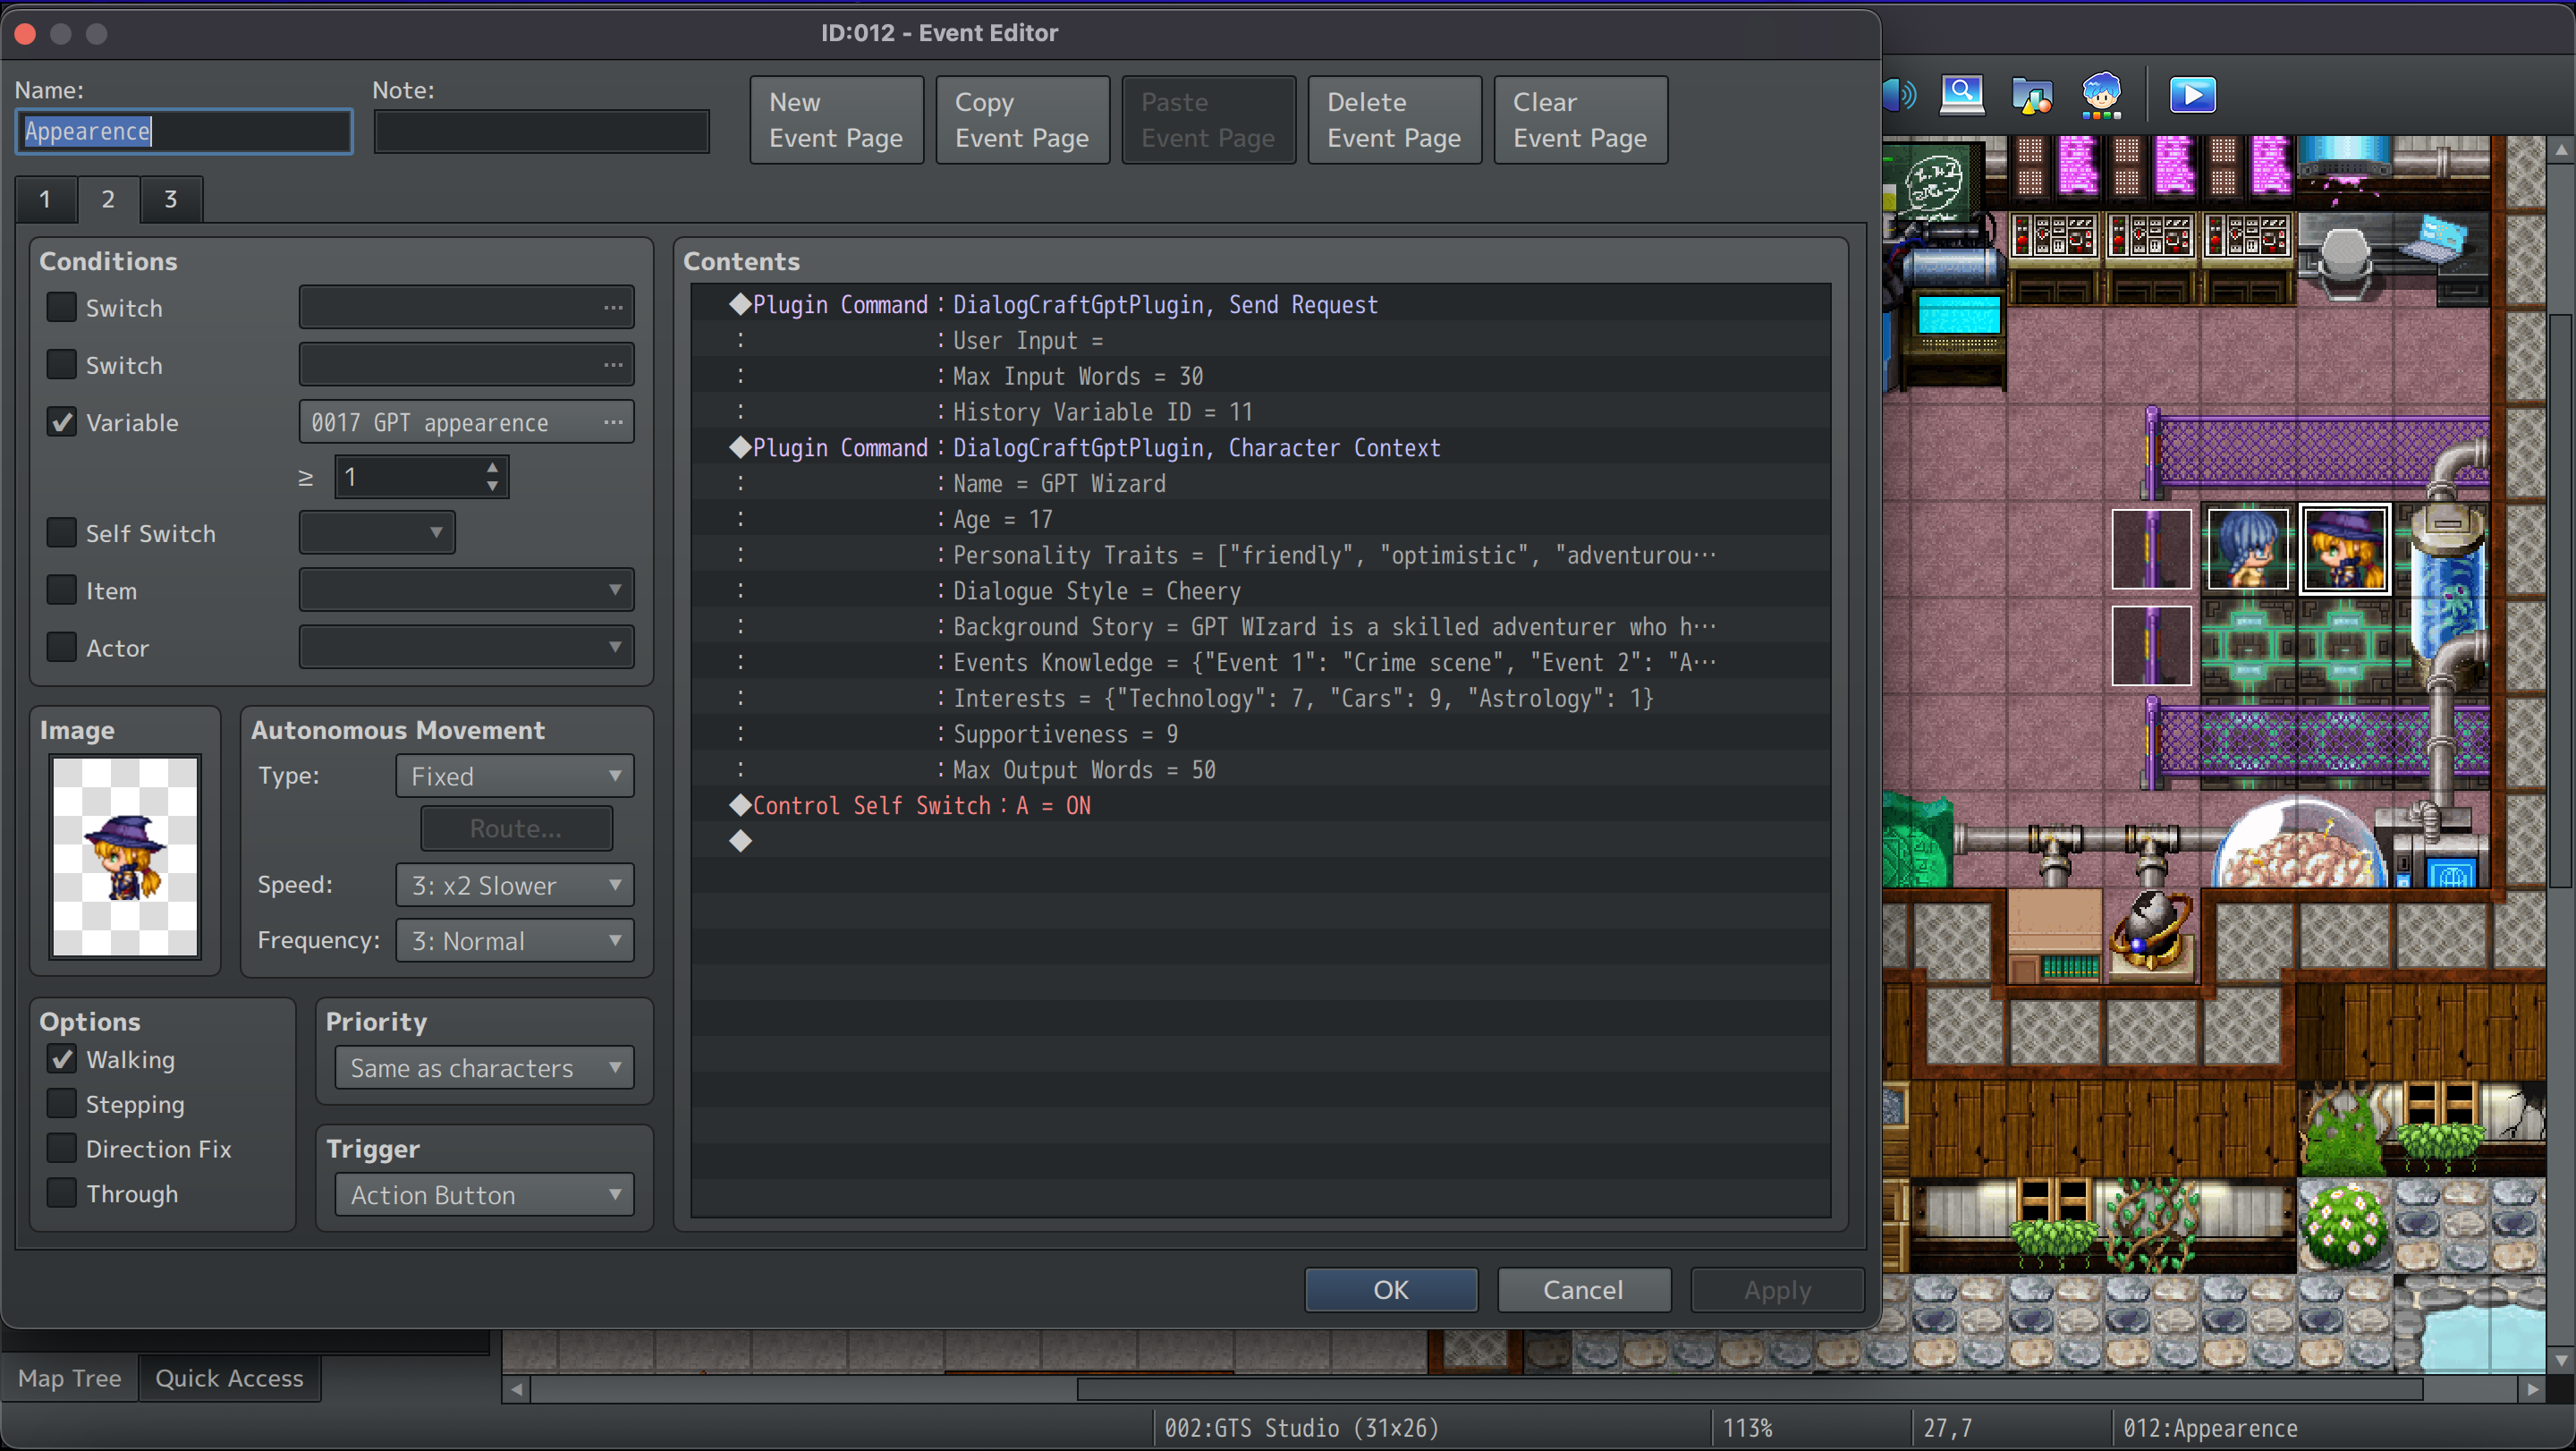 ID:012 - Event Editor
Name:
Note:
Appearence
New
Event Page
Copy
Event Page
Paste
Event Page
Delete
Event Page
Clear
Event Page
1
2
3
Conditions
Switch
...
Switch
...
Variable
0017 GPT appearence ...
≥ 1
Self Switch
Item
Actor
Image
Autonomous Movement
Type:
Fixed
Route...
Speed:
3: x2 Slower
Frequency:
3: Normal
Options
Walking
Stepping
Direction Fix
Through
Priority
Same as characters
Trigger
Action Button
Contents
◆Plugin Command : DialogCraftGptPlugin, Send Request
: : User Input =
: : Max Input Words = 30
: : History Variable ID = 11
◆Plugin Command : DialogCraftGptPlugin, Character Context
: : Name = GPT Wizard
: : Age = 17
: : Personality Traits = ["friendly", "optimistic", "adventurou...
: : Dialogue Style = Cheery
: : Background Story = GPT WIzard is a skilled adventurer who h...
: : Events Knowledge = {"Event 1": "Crime scene", "Event 2": "A...
: : Interests = {"Technology": 7, "Cars": 9, "Astrology": 1}
: : Supportiveness = 9
: : Max Output Words = 50
◆Control Self Switch : A = ON
◆
OK
Cancel
Apply
Map Tree
Quick Access
002:GTS Studio (31x26)
113%
27,7
012:Appearence